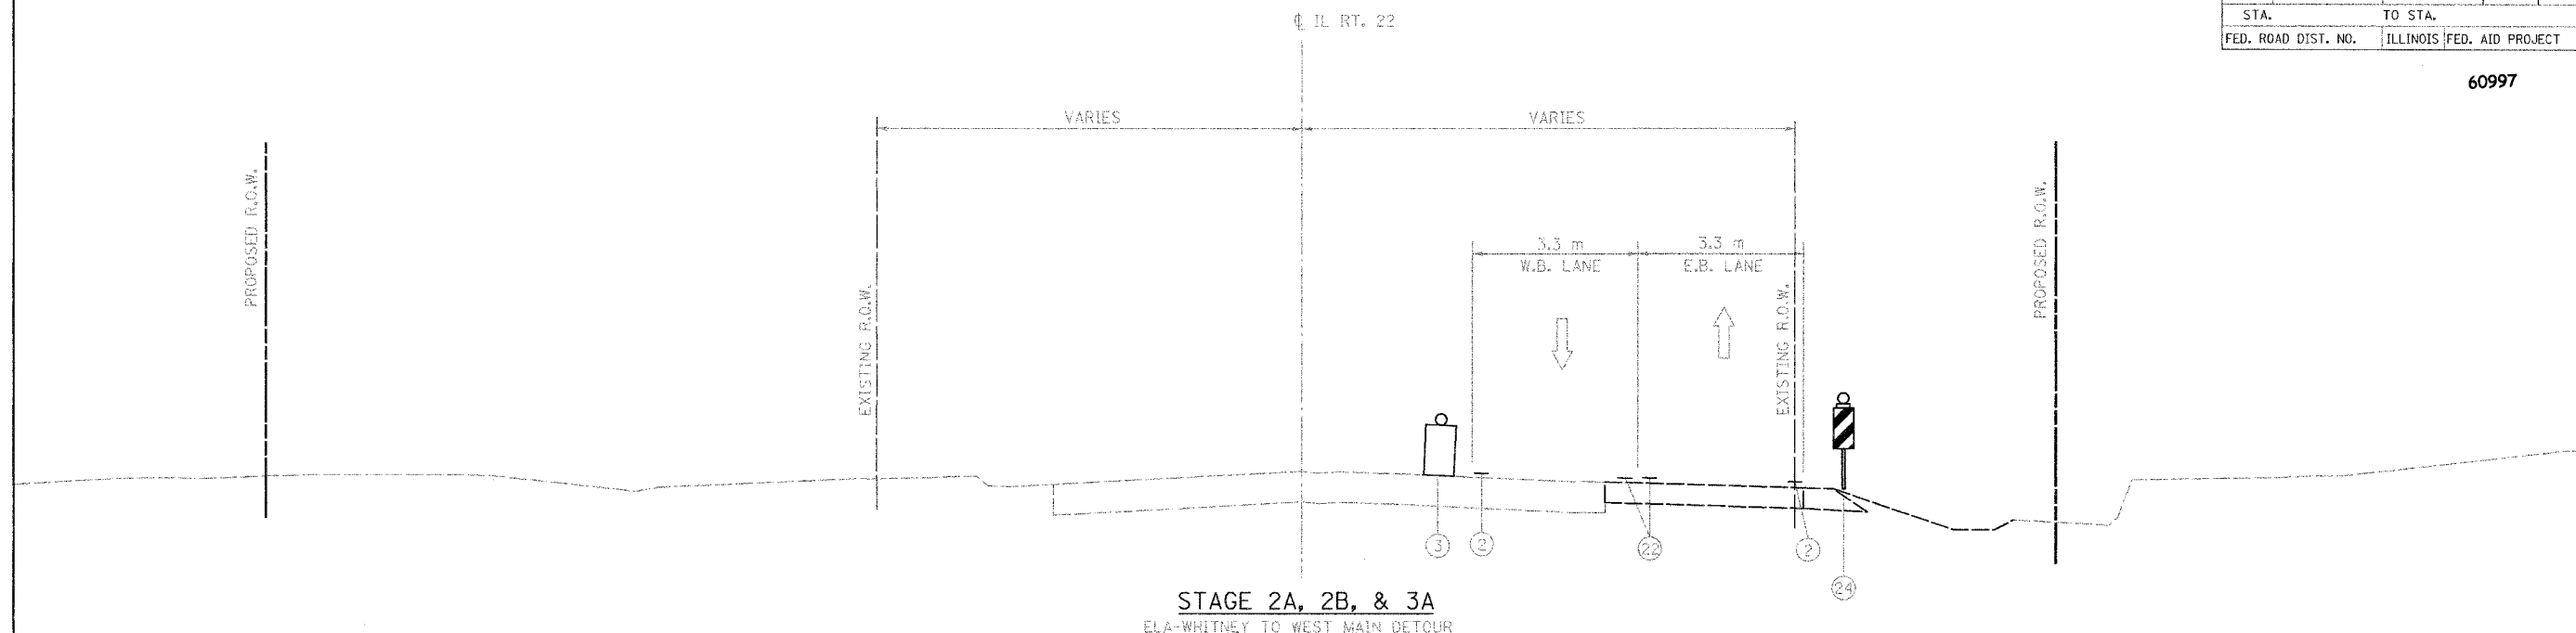 ₵ IL RT. 22
STA. TO STA.
FED. ROAD DIST. NO. ILLINOIS FED. AID PROJECT
60997
VARIES VARIES
PROPOSED R.O.W.
EXISTING R.O.W.
3.3 m 3.3 m
W.B. LANE E.B. LANE
EXISTING R.O.W.
PROPOSED R.O.W.
3 2 22 2
24
STAGE 2A, 2B, & 3A
ELA-WHITNEY TO WEST MAIN DETOUR